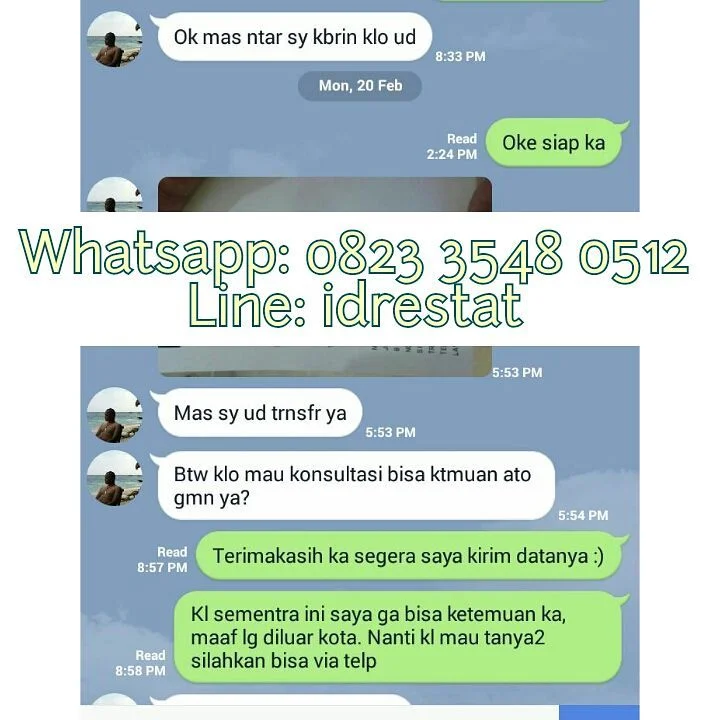 Ok mas ntar sy kbrin klo ud
8:33 PM
Mon, 20 Feb
Read
2:24 PM
Oke siap ka
Whatsapp: 0823 3548 0512
Line: idrestat
5:53 PM
Mas sy ud trnsfr ya
5:53 PM
Btw klo mau konsultasi bisa ktmuan ato
gmn ya?
5:54 PM
Read
8:57 PM
Terimakasih ka segera saya kirim datanya :)
Kl sementra ini saya ga bisa ketemuan ka,
maaf lg diluar kota. Nanti kl mau tanya2
silahkan bisa via telp
Read
8:58 PM